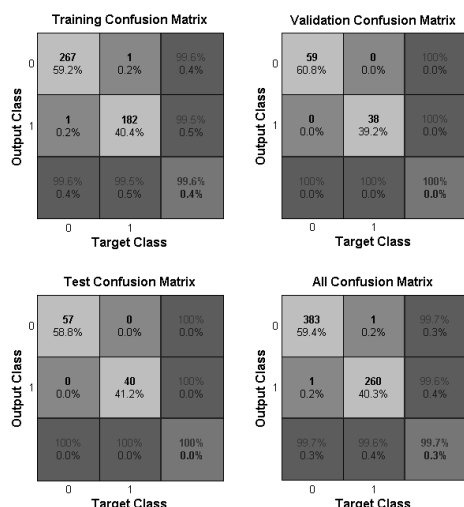 Training Confusion Matrix
0
267 1 99.6%
59.2% 0.2% 0.4%
1
1 182 99.5%
0.2% 40.4% 0.5%
99.6% 99.5% 99.6%
0.4% 0.5% 0.4%
0 1
Target Class
Output Class
Validation Confusion Matrix
0
59 0 100%
60.8% 0.0% 0.0%
1
0 38 100%
0.0% 39.2% 0.0%
100% 100% 100%
0.0% 0.0% 0.0%
0 1
Target Class
Output Class
Test Confusion Matrix
0
57 0 100%
58.8% 0.0% 0.0%
1
0 40 100%
0.0% 41.2% 0.0%
100% 100% 100%
0.0% 0.0% 0.0%
0 1
Target Class
Output Class
All Confusion Matrix
0
383 1 99.7%
59.4% 0.2% 0.3%
1
1 260 99.6%
0.2% 40.3% 0.4%
99.7% 99.6% 99.7%
0.3% 0.4% 0.3%
0 1
Target Class
Output Class